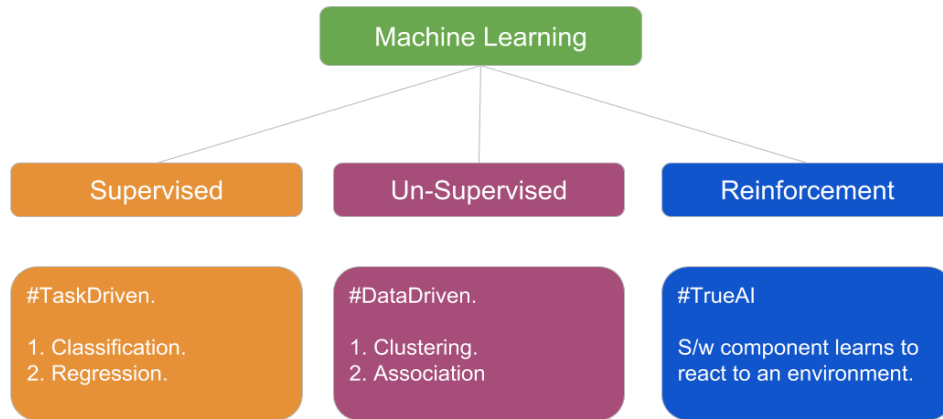 Machine Learning
Supervised
Un-Supervised
Reinforcement
#TaskDriven.
1. Classification.
2. Regression.
#DataDriven.
1. Clustering.
2. Association
#TrueAI
S/w component learns to
react to an environment.